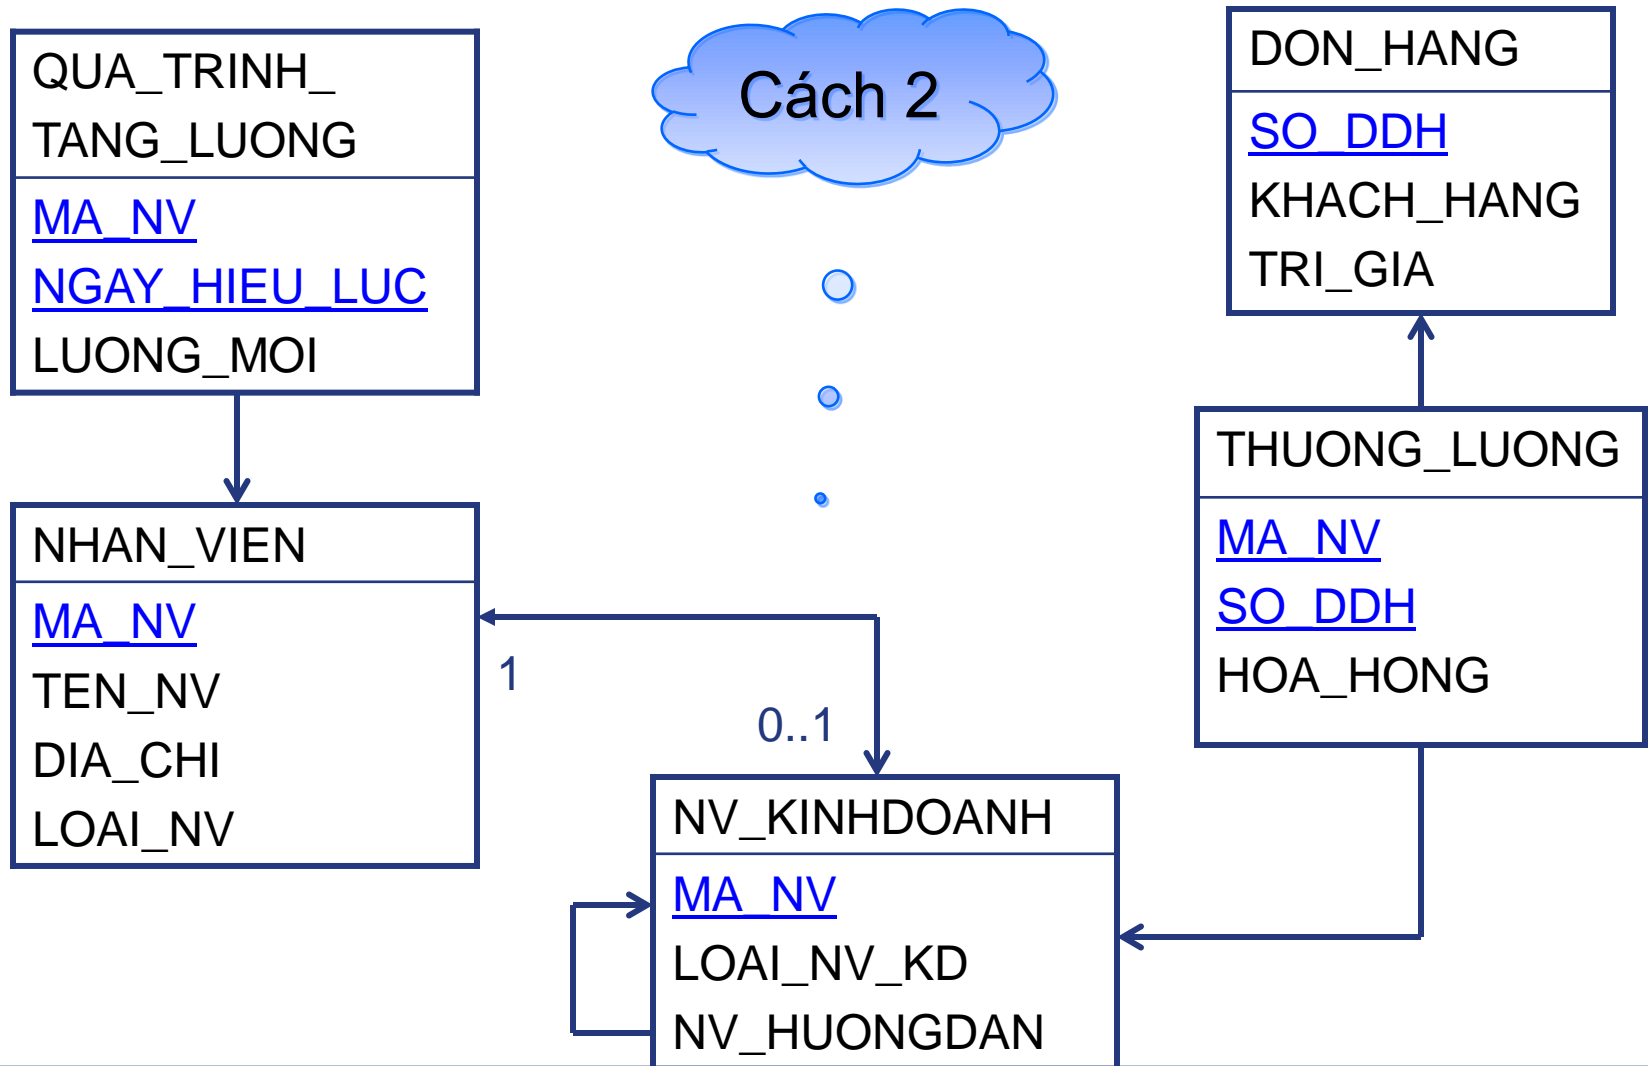 QUA_TRINH_
TANG_LUONG
MA_NV
NGAY_HIEU_LUC
LUONG_MOI
Cách 2
DON_HANG
SO_DDH
KHACH_HANG
TRI_GIA
THUONG_LUONG
MA_NV
SO_DDH
HOA_HONG
NHAN_VIEN
MA_NV
TEN_NV
DIA_CHI
LOAI_NV
1
0..1
NV_KINHDOANH
MA_NV
LOAI_NV_KD
NV_HUONGDAN